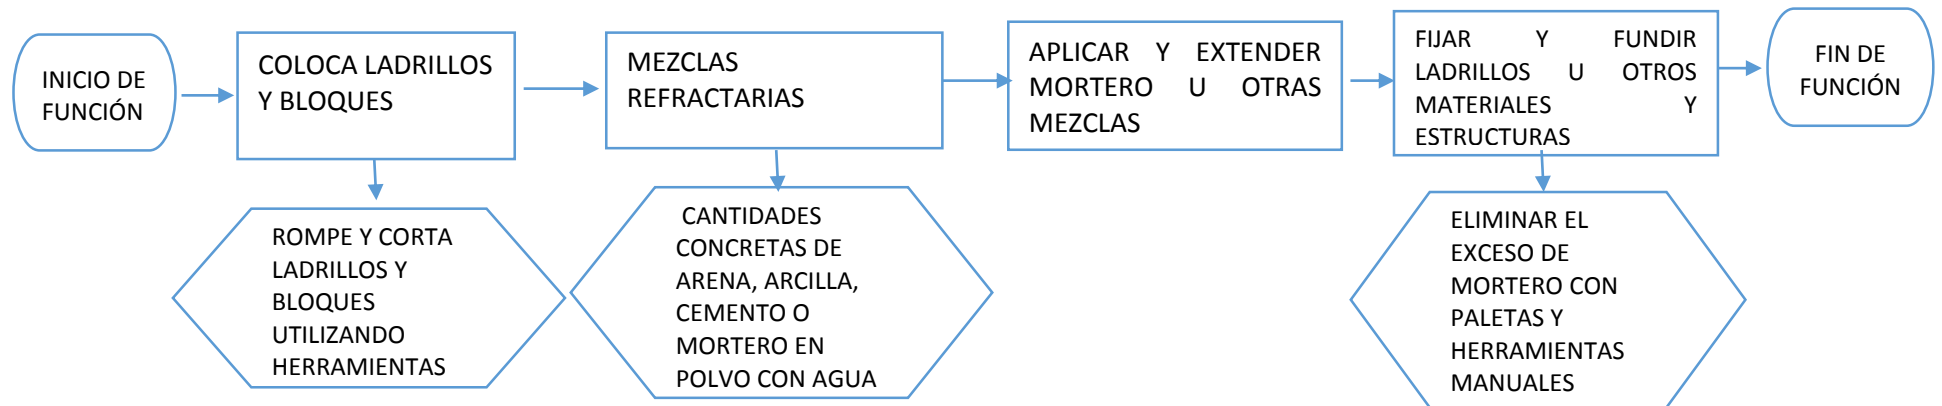 INICIO DE
FUNCIÓN
COLOCA LADRILLOS
Y BLOQUES
MEZCLAS
REFRACTARIAS
APLICAR Y EXTENDER
MORTERO U OTRAS
MEZCLAS
FIJAR Y FUNDIR
LADRILLOS U OTROS
MATERIALES Y
ESTRUCTURAS
FIN DE
FUNCIÓN
ROMPE Y CORTA
LADRILLOS Y
BLOQUES
UTILIZANDO
HERRAMIENTAS
CANTIDADES
CONCRETAS DE
ARENA, ARCILLA,
CEMENTO O
MORTERO EN
POLVO CON AGUA
ELIMINAR EL
EXCESO DE
MORTERO CON
PALETAS Y
HERRAMIENTAS
MANUALES